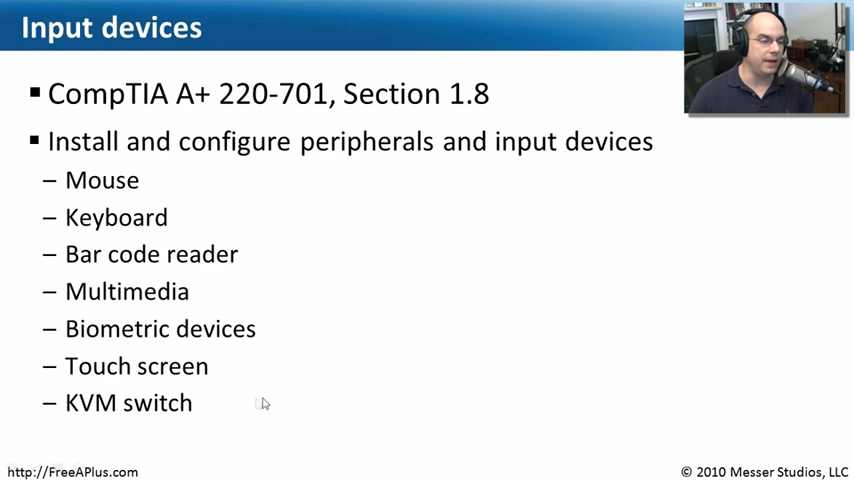 Input devices
▪ CompTIA A+ 220-701, Section 1.8
▪ Install and configure peripherals and input devices
– Mouse
– Keyboard
– Bar code reader
– Multimedia
– Biometric devices
– Touch screen
– KVM switch
http://FreeAPlus.com
© 2010 Messer Studios, LLC